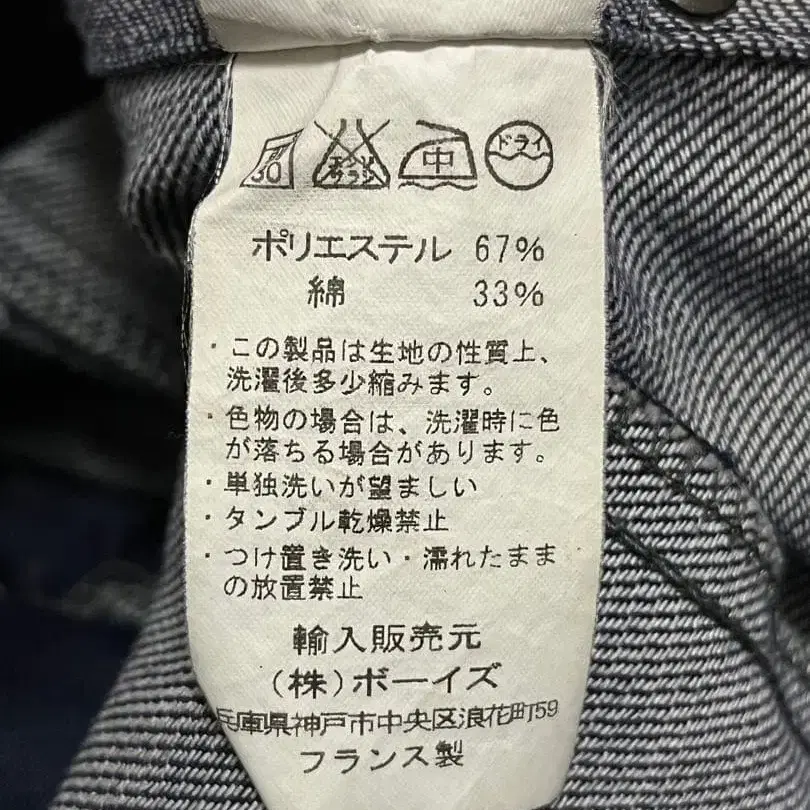 30 エンソサラシ 中 ドライ
ポリエステル 67%
綿 33%
・この製品は生地の性質上、
洗濯後多少縮みます。
・色物の場合は、洗濯時に色
が落ちる場合があります。
・単独洗いが望ましい
・タンブル乾燥禁止
・つけ置き洗い・濡れたまま
の放置禁止
輸入販売元
(株)ボーイズ
兵庫県神戸市中央区浪花町59
フランス製